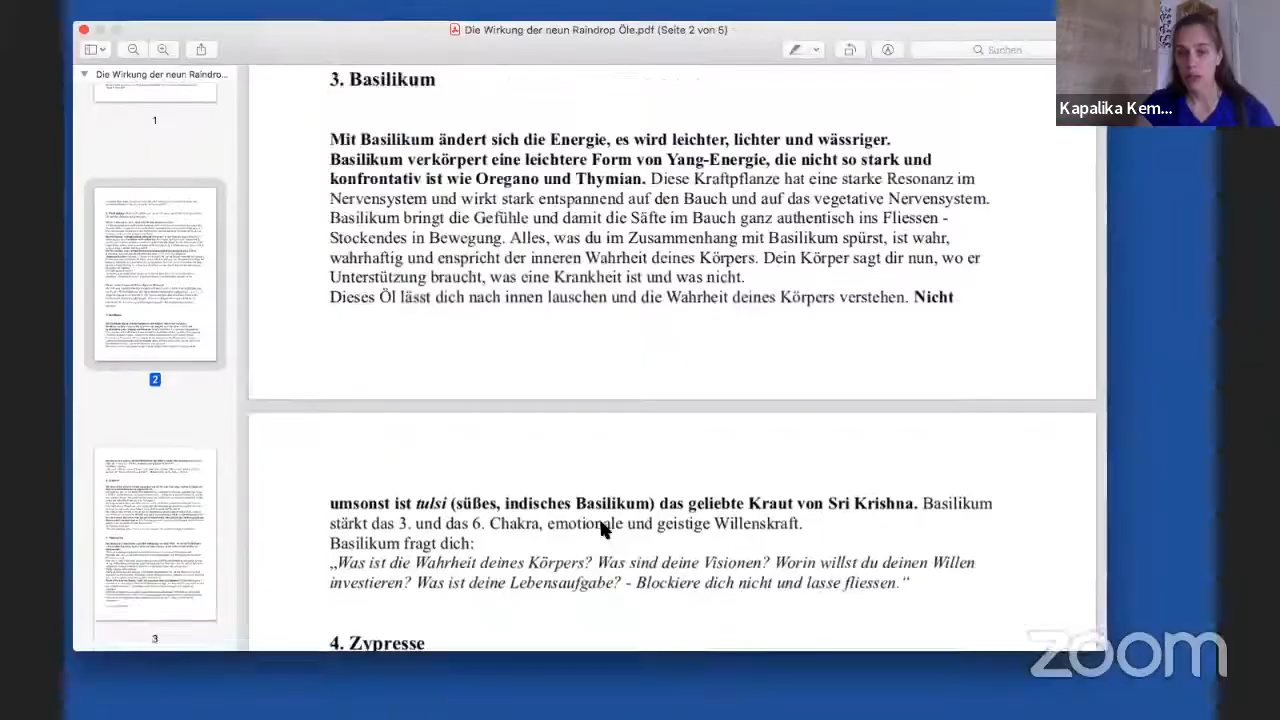 Die Wirkung der neun Raindrop Öle.pdf (Seite 2 von 5)
Suchen
Die Wirkung der neun Raindro...
Kapalika Kem...
1
2
3
3. Basilikum
Mit Basilikum ändert sich die Energie, es wird leichter, lichter und wässriger.
Basilikum verkörpert eine leichtere Form von Yang-Energie, die nicht so stark und
konfrontativ ist wie Oregano und Thymian. Diese Kraftpflanze hat eine starke Resonanz im
Nervensystem und wirkt stark entspannend auf den Bauch und auf das vegetative Nervensystem.
Basilikum bringt die Gefühle und damit die Säfte im Bauch ganz authentisch ins Fliessen -
Stockendes in Bewegung. Alles, was du im Zusammenhang mit Basilikum spürst, ist wahr,
wahrhaftig und enspricht der inneren Wahrheit deines Körpers. Dein Körper sagt dir nun, wo er
Unterstützung braucht, was eine Krankheit ist und was nicht.
Dieses Öl lässt dich nach innen lauschen und die Wahrheit deines Körpers verstehen. Nicht
umsonst ist tulsi (süßes, indisches Basilikum) das geliebte Kraut von Sri Krishna. Basilikum
stärkt das 3. und das 6. Chakra, emotionale und geistige Willenskraft.
Basilikum fragt dich:
„Was ist die Wahrheit deines Körpers? Was sind deine Visionen? Worin willst du deinen Willen
investieren? Was ist deine Lebensaufgabe? - Blockiere dich nicht und lasse fliessen.“
4. Zypresse
zoom